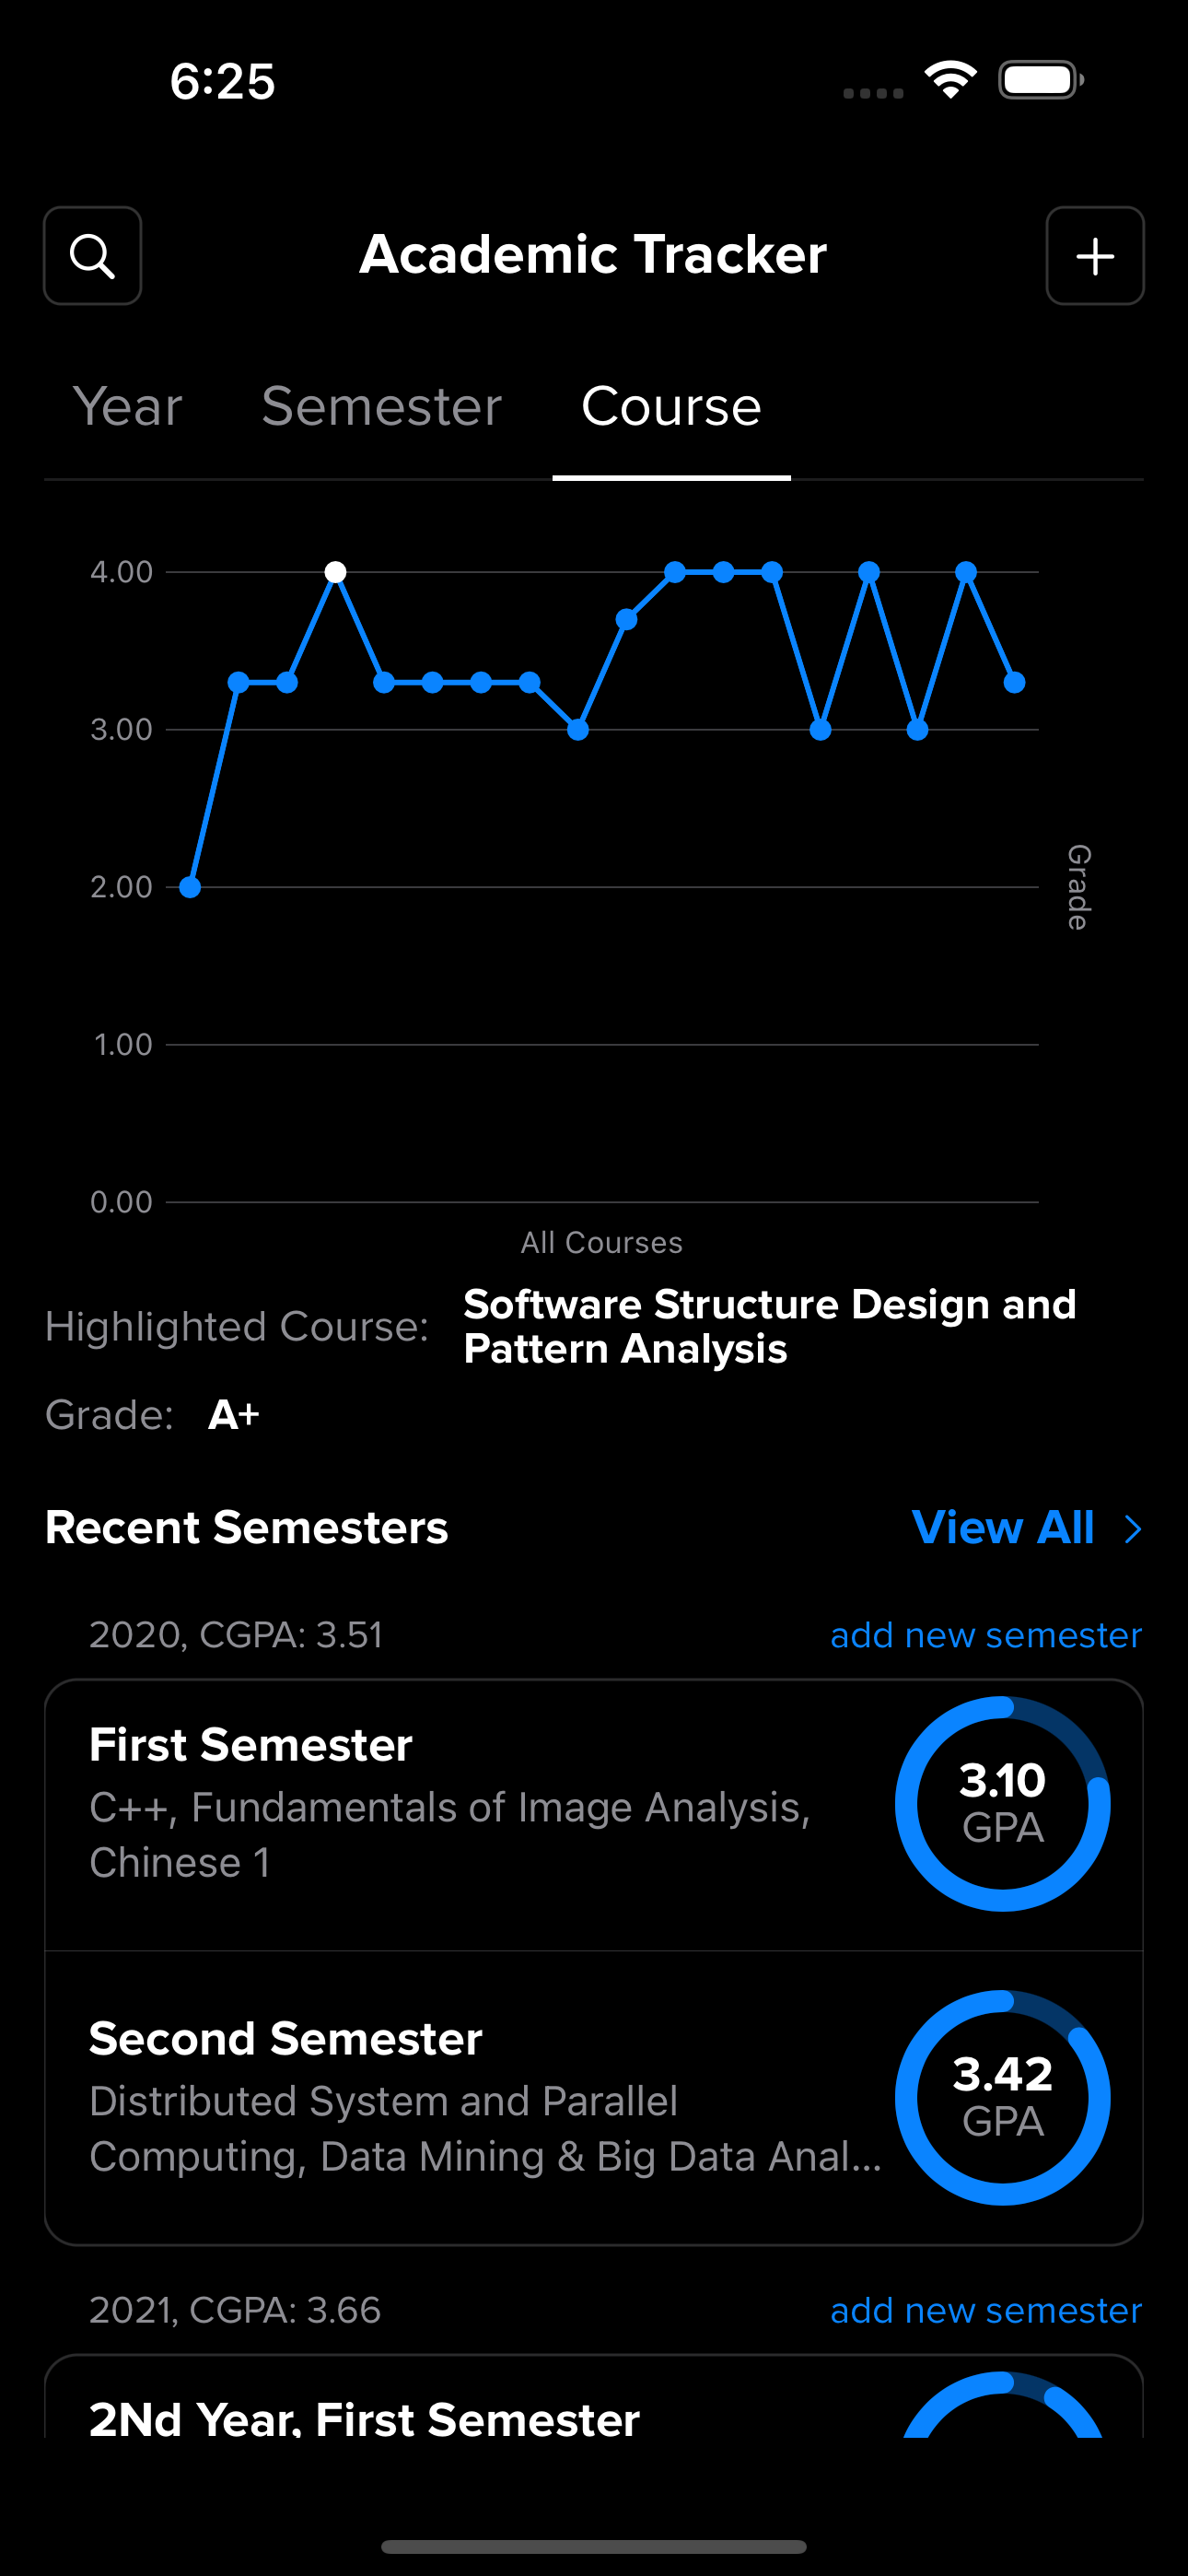 6:25
Academic Tracker
Year Semester Course
4.00
3.00
2.00
Grade
1.00
0.00
All Courses
Highlighted Course: Software Structure Design and
Pattern Analysis
Grade: A+
Recent Semesters View All
2020, CGPA: 3.51 add new semester
First Semester
C++, Fundamentals of Image Analysis,
Chinese 1
3.10
GPA
Second Semester
Distributed System and Parallel
Computing, Data Mining & Big Data Anal...
3.42
GPA
2021, CGPA: 3.66 add new semester
2Nd Year, First Semester